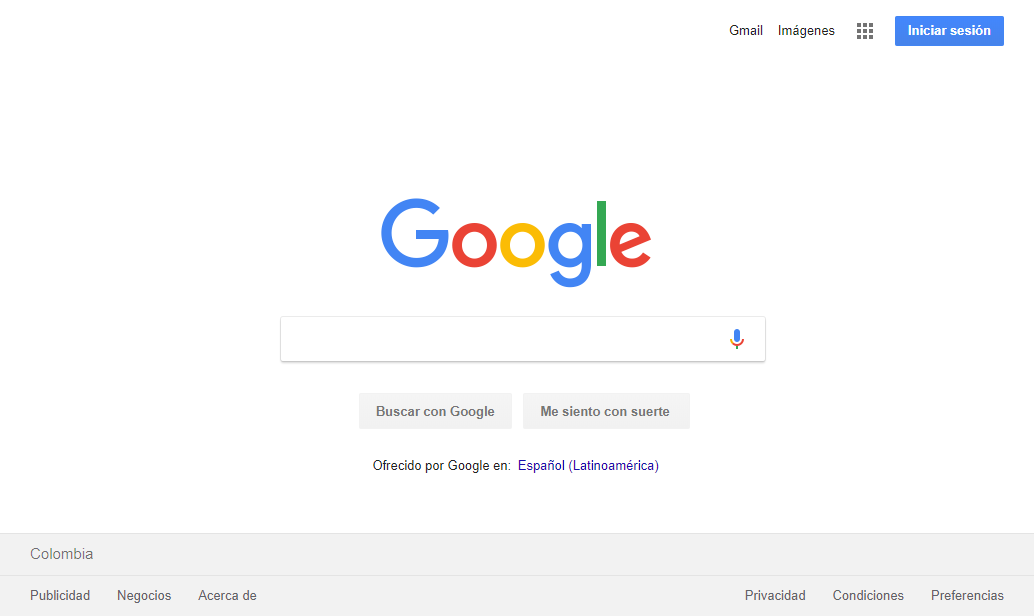 Gmail Imágenes Iniciar sesión
Google
Buscar con Google Me siento con suerte
Ofrecido por Google en: Español (Latinoamérica)
Colombia
Publicidad Negocios Acerca de Privacidad Condiciones Preferencias